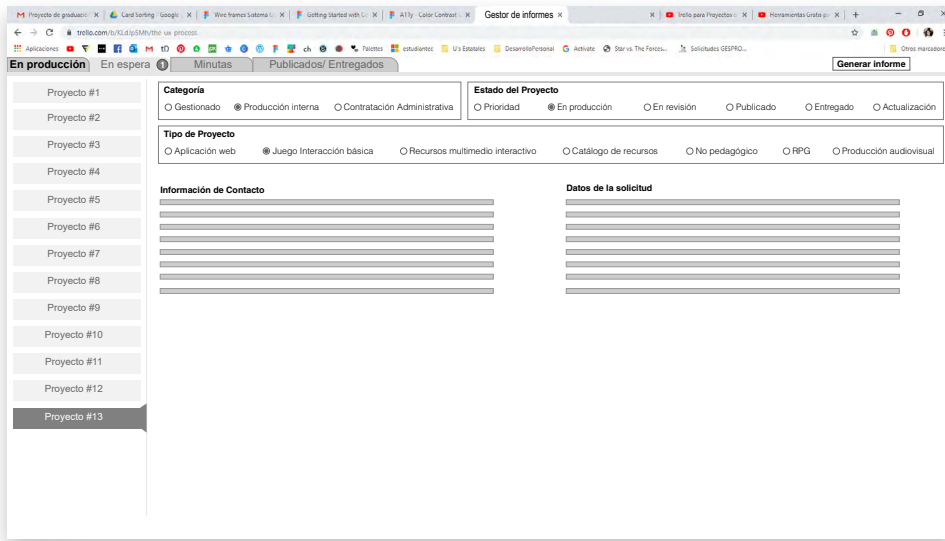 Proyecto de graduació
Card Sorting - Google
Wire frames Sistema G
Getting Started with Co
A11y - Color Contrast
Gestor de informes
Trello para Proyectos
Herramientas Gratis pa
trello.com/b/KLdJp5Mh/the-ux-process
Aplicaciones
ch
Palettes
estudiantes
U's Estatales
DesarrolloPersonal
Activate
Star vs. The Forces...
Solicitudes GESPRO...
Otros marcadores
En producción En espera 1 Minutas Publicados/ Entregados Generar informe
Proyecto #1
Proyecto #2
Proyecto #3
Proyecto #4
Proyecto #5
Proyecto #6
Proyecto #7
Proyecto #8
Proyecto #9
Proyecto #10
Proyecto #11
Proyecto #12
Proyecto #13
Categoría
Gestionado Producción interna Contratación Administrativa
Estado del Proyecto
Prioridad En producción En revisión Publicado Entregado Actualización
Tipo de Proyecto
Aplicación web Juego Interacción básica Recursos multimedio interactivo Catálogo de recursos No pedagógico RPG Producción audiovisual
Información de Contacto
Datos de la solicitud